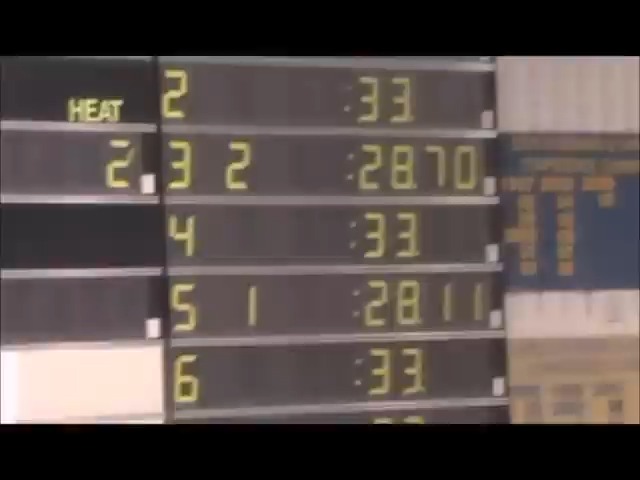 2 :33.
HEAT
2 3 2 :28.70
4 :33.
5 1 :28.11
6 :33.